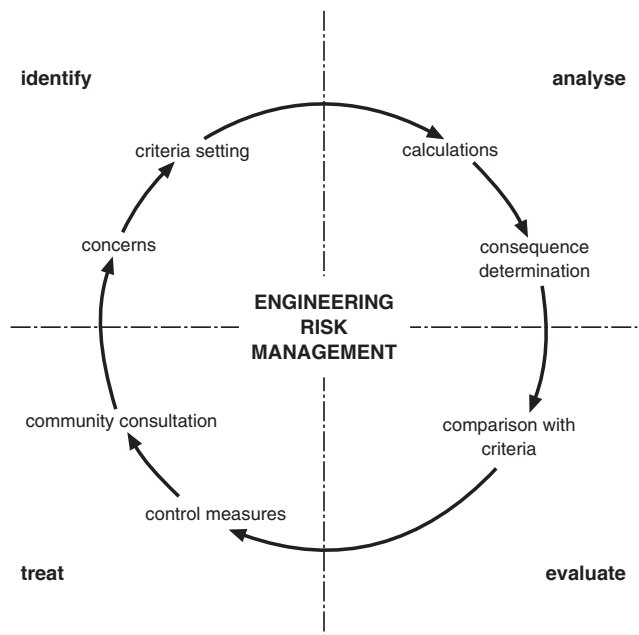 identify
analyse
criteria setting
calculations
concerns
consequence
determination
ENGINEERING
RISK
MANAGEMENT
community consultation
comparison with
criteria
control measures
treat
evaluate